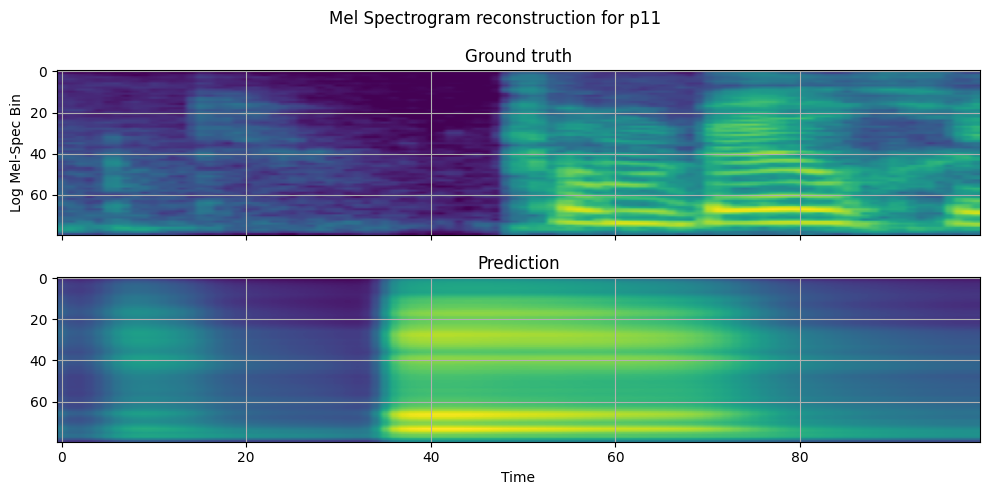 Mel Spectrogram reconstruction for p11
Ground truth
0
20
40
60
Log Mel-Spec Bin
Prediction
0
20
40
60
0 20 40 60 80
Time